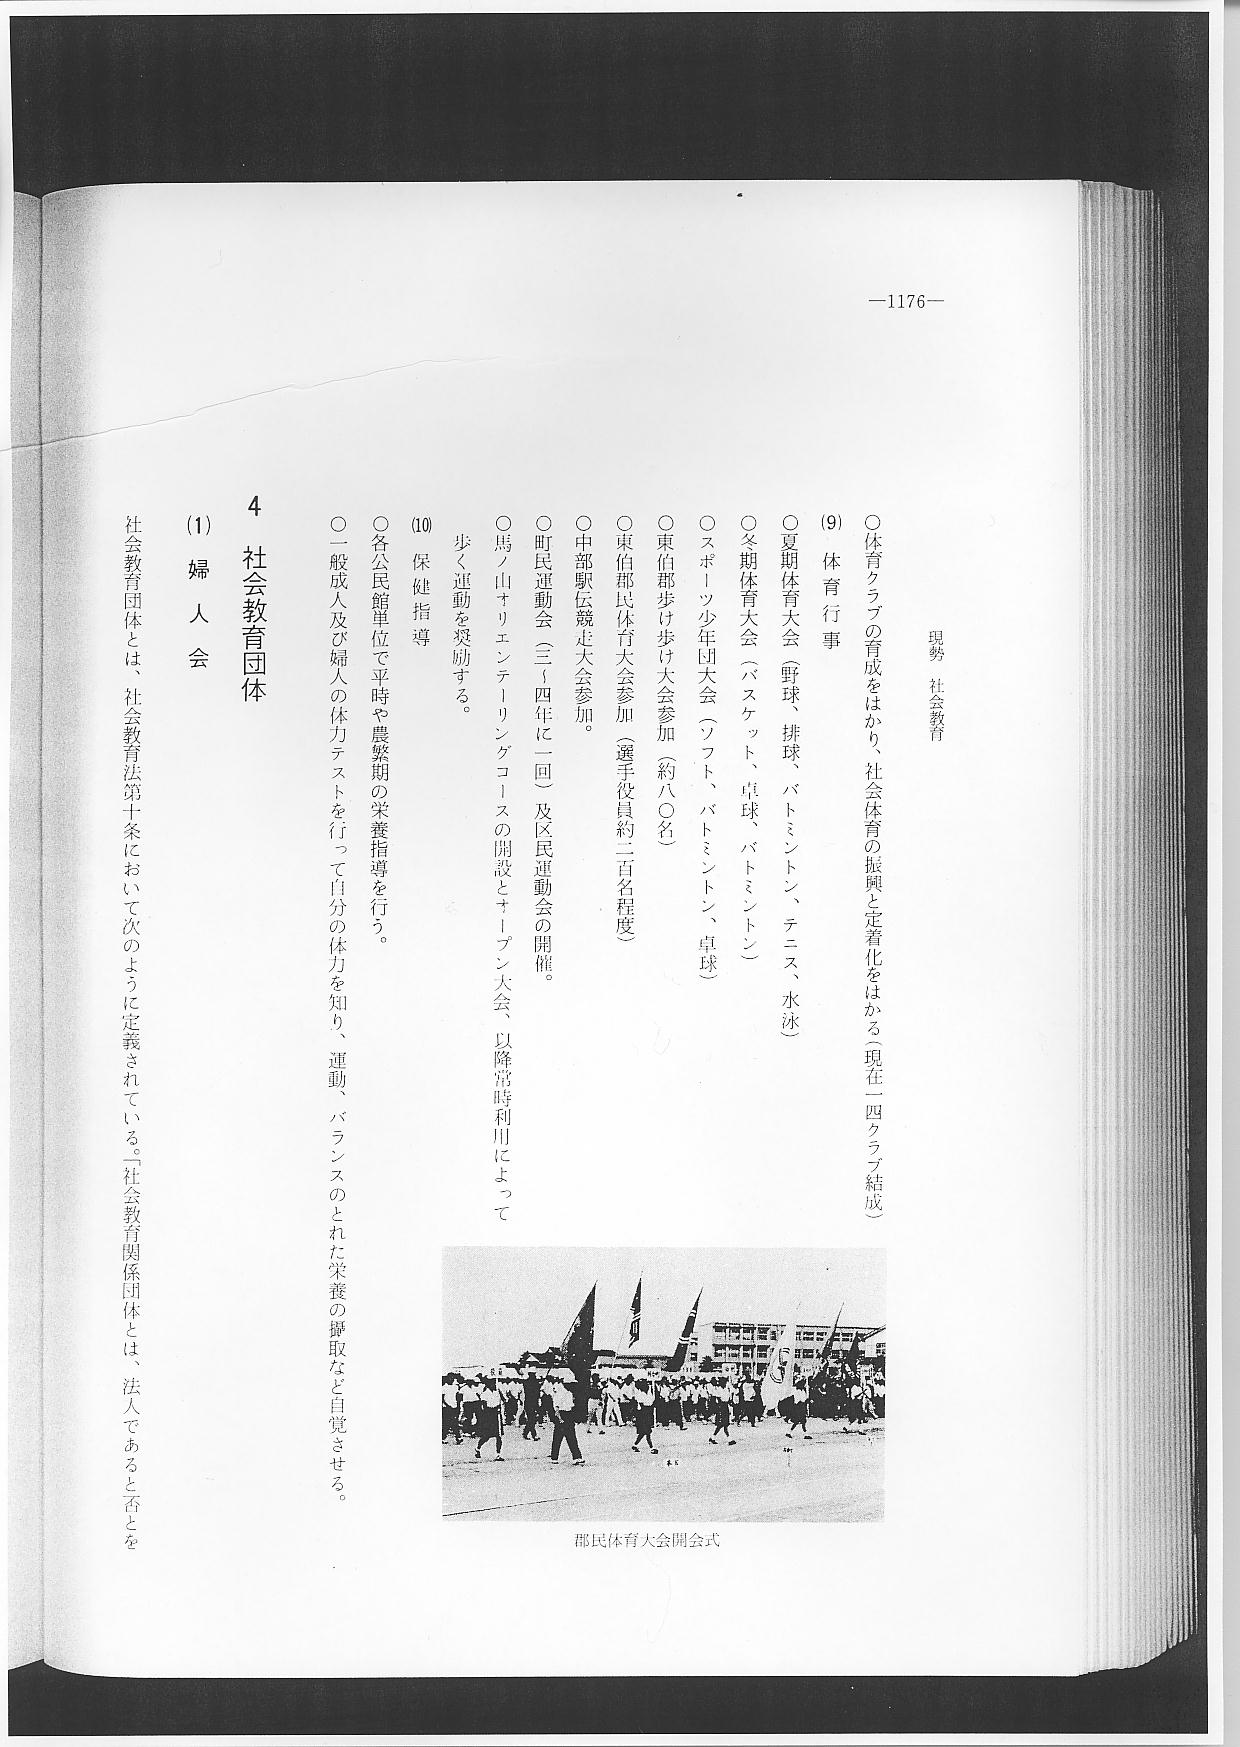 ―1176―
現勢　社会教育
○体育クラブの育成をはかり、社会体育の振興と定着化をはかる（現在一四クラブ結成）
(9)　体育行事
○夏期体育大会（野球、排球、バトミントン、テニス、水泳）
○冬期体育大会（バスケット、卓球、バトミントン）
○スポーツ少年団大会（ソフト、バトミントン、卓球）
○東伯郡歩け歩け大会参加（約八〇名）
○東伯郡民体育大会参加（選手役員約二百名程度）
○中部駅伝競走大会参加。
○町民運動会（三～四年に一回）及区民運動会の開催。
○馬ノ山オリエンテーリングコースの開設とオープン大会、以降常時利用によって
歩く運動を奨励する。
(10)　保健指導
○各公民館単位で平時や農繁期の栄養指導を行う。
○一般成人及び婦人の体力テストを行って自分の体力を知り、運動、バランスのとれた栄養の攝取など自覚させる。
4　社会教育団体
(1)　婦人会
社会教育団体とは、社会教育法第十条において次のように定義されている。「社会教育関係団体とは、法人であると否とを
郡民体育大会開会式